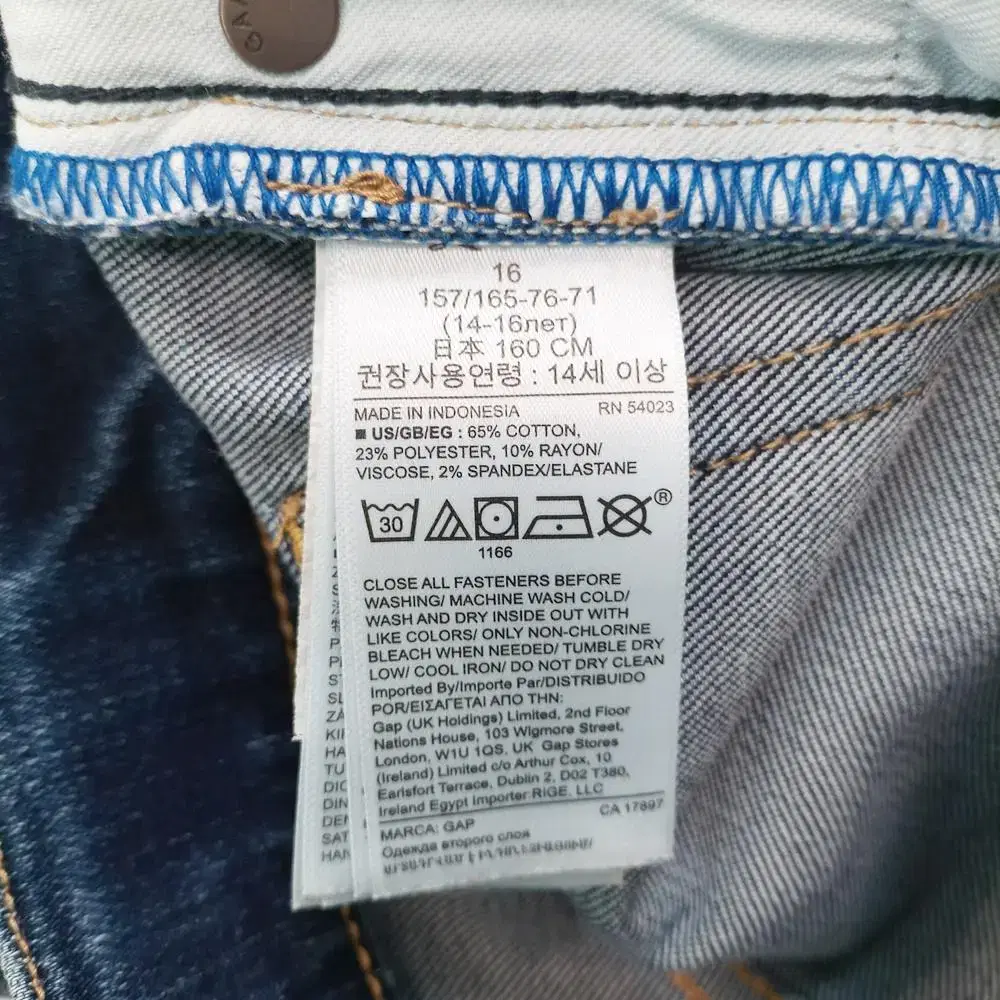 GA
16
157/165-76-71
(14-16лет)
日本 160 CM
권장사용연령 : 14세 이상
MADE IN INDONESIA RN 54023
■ US/GB/EG : 65% COTTON,
23% POLYESTER, 10% RAYON/
VISCOSE, 2% SPANDEX/ELASTANE
30
®
1166
CLOSE ALL FASTENERS BEFORE
WASHING/ MACHINE WASH COLD/
WASH AND DRY INSIDE OUT WITH
LIKE COLORS/ ONLY NON-CHLORINE
BLEACH WHEN NEEDED/ TUMBLE DRY
LOW/ COOL IRON/ DO NOT DRY CLEAN
Imported By/Importe Par/DISTRIBUIDO
POR/ΕΙΣΑΓΕΤΑΙ ΑΠΟ ΤΗΝ:
Gap (UK Holdings) Limited, 2nd Floor
Nations House, 103 Wigmore Street,
London, W1U 1QS, UK Gap Stores
(Ireland) Limited c/o Arthur Cox, 10
Earlsfort Terrace, Dublin 2, D02 T380,
Ireland Egypt Importer:RIGE, LLC
CA 17897
MARCA: GAP
Одежда второго слоя